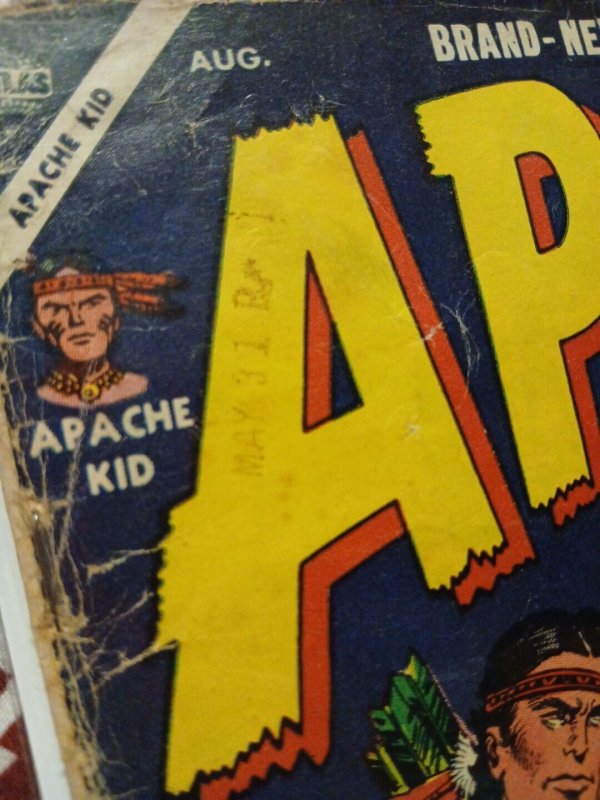 AUG.
BRAND-NE
APACHE KID
AP
MAY 31
APACHE
KID